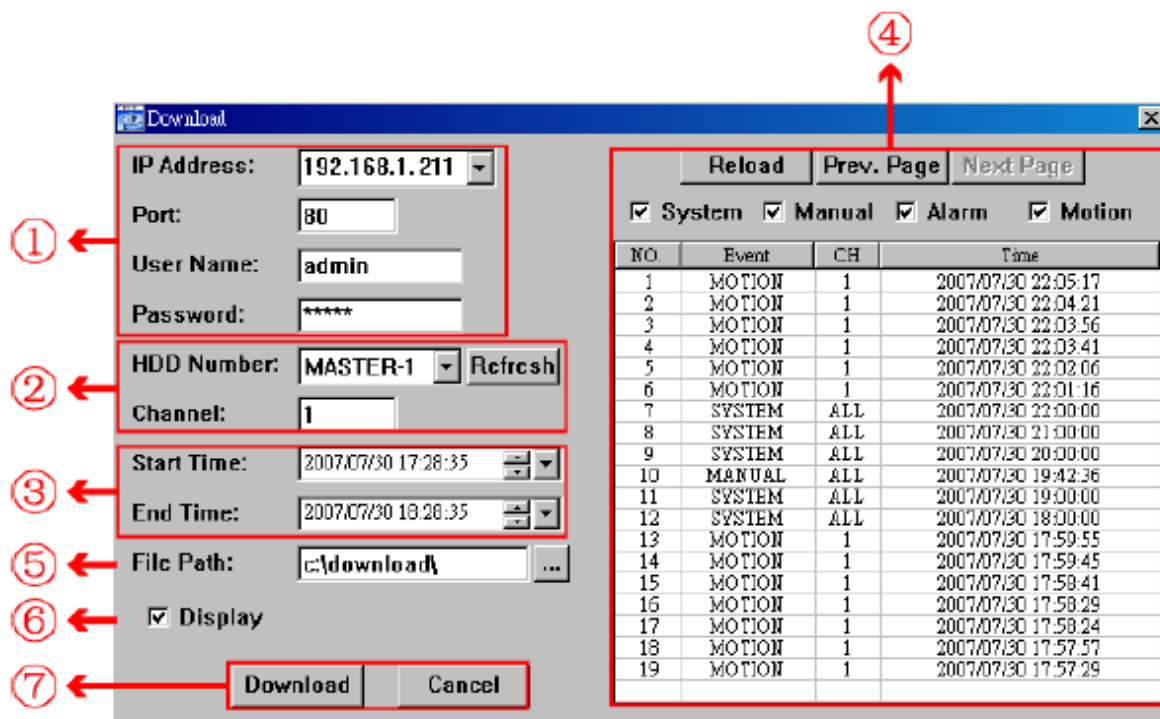 ④
Download
① IP Address: 192.168.1.211
Port: 80
User Name: admin
Password: *****
② HDD Number: MASTER-1 Refresh
Channel: 1
③ Start Time: 2007/07/30 17:28:35
End Time: 2007/07/30 18:28:35
⑤ File Path: c:\download\ ...
⑥ Display
⑦ Download Cancel
Reload Prev. Page Next Page
System Manual Alarm Motion
NO. Event CH Time
1 MOTION 1 2007/07/30 22:05:17
2 MOTION 1 2007/07/30 22:04:21
3 MOTION 1 2007/07/30 22:03:56
4 MOTION 1 2007/07/30 22:03:41
5 MOTION 1 2007/07/30 22:02:06
6 MOTION 1 2007/07/30 22:01:16
7 SYSTEM ALL 2007/07/30 22:00:00
8 SYSTEM ALL 2007/07/30 21:00:00
9 SYSTEM ALL 2007/07/30 20:00:00
10 MANUAL ALL 2007/07/30 19:42:36
11 SYSTEM ALL 2007/07/30 19:00:00
12 SYSTEM ALL 2007/07/30 18:00:00
13 MOTION 1 2007/07/30 17:59:55
14 MOTION 1 2007/07/30 17:59:45
15 MOTION 1 2007/07/30 17:58:41
16 MOTION 1 2007/07/30 17:58:29
17 MOTION 1 2007/07/30 17:58:24
18 MOTION 1 2007/07/30 17:57:57
19 MOTION 1 2007/07/30 17:57:29